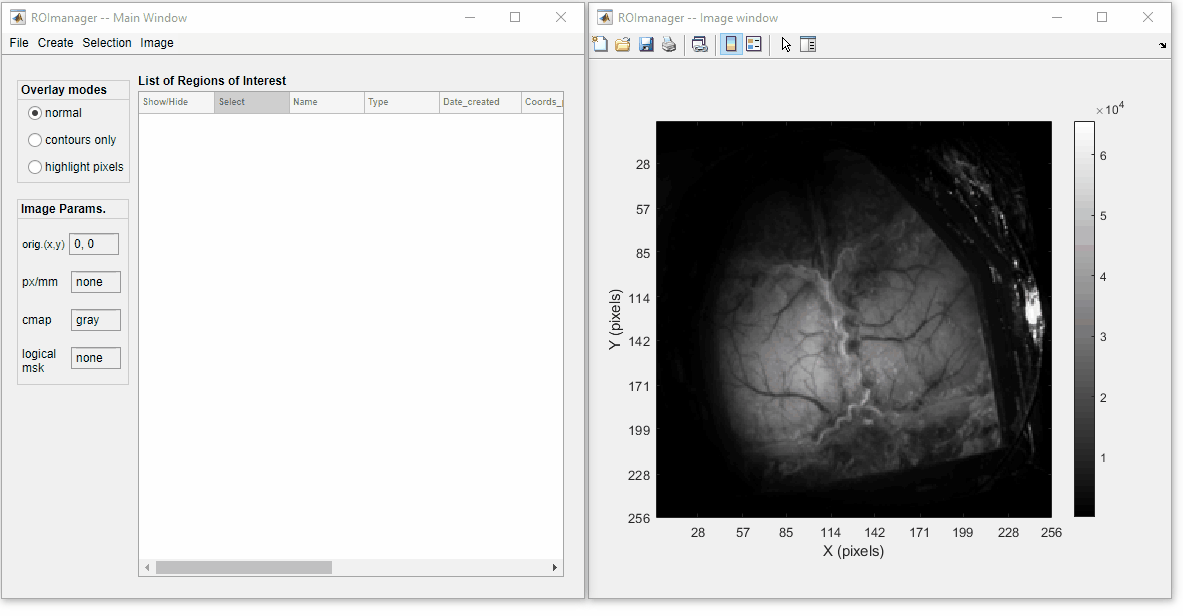 ROImanager -- Main Window
File Create Selection Image
Overlay modes
normal
contours only
highlight pixels
Image Params.
orig.(x,y) 0, 0
px/mm none
cmap gray
logical msk none
List of Regions of Interest
Show/Hide Select Name Type Date_created Coords_p
ROImanager -- Image window
×10⁴
6
5
4
3
2
1
28
57
85
114
142
171
199
228
256
Y (pixels)
28 57 85 114 142 171 199 228 256
X (pixels)